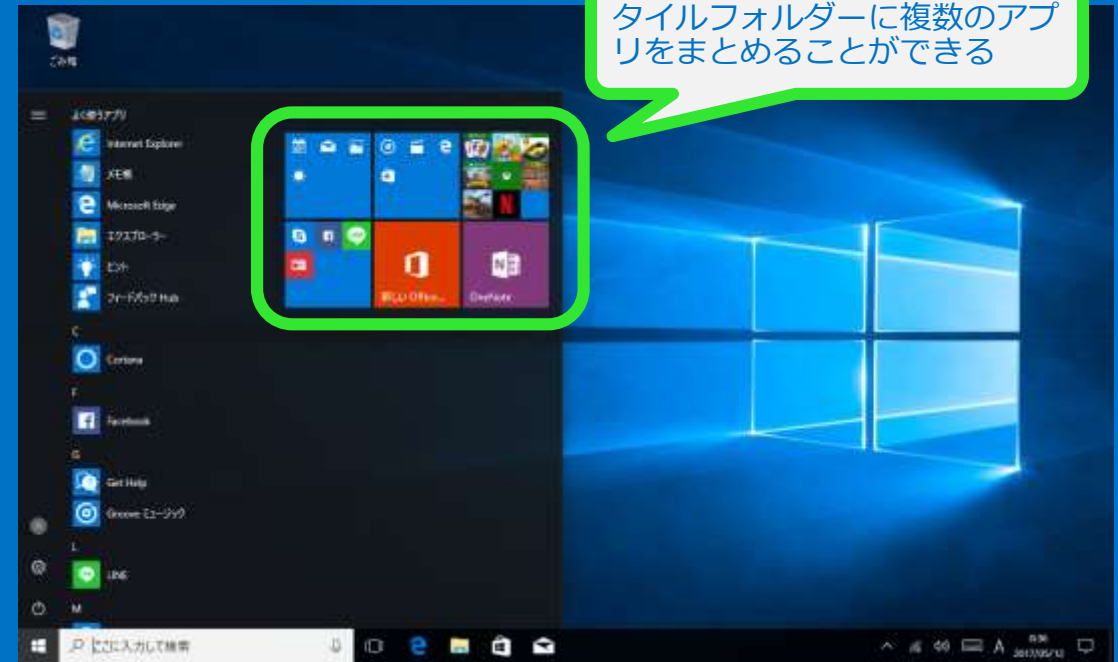 タイルフォルダーに複数のアプ
リをまとめることができる
ごみ箱
よく使うアプリ
Internet Explorer
メモ帳
Microsoft Edge
エクスプローラー
ヒント
フィードバック Hub
C
Cortana
F
Facebook
G
Get Help
Groove ミュージック
L
LINE
M
新しい Office...
OneNote
ここに入力して検索
A